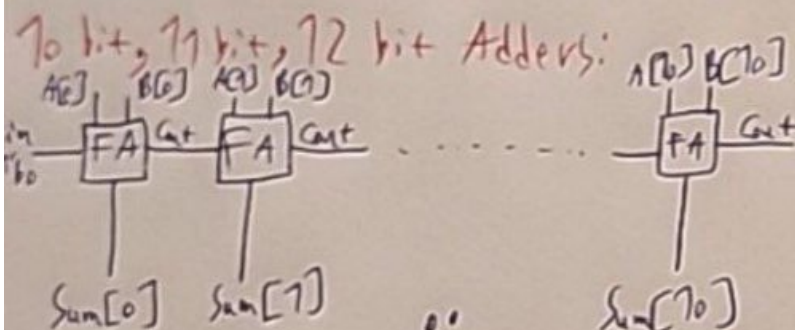 10 bit, 11 bit, 12 bit Adders:
A[0] B[0] A[1] B[1] A[10] B[10]
in FA Cout FA Cout FA Cout
Sum[0] Sum[1] Sum[10]